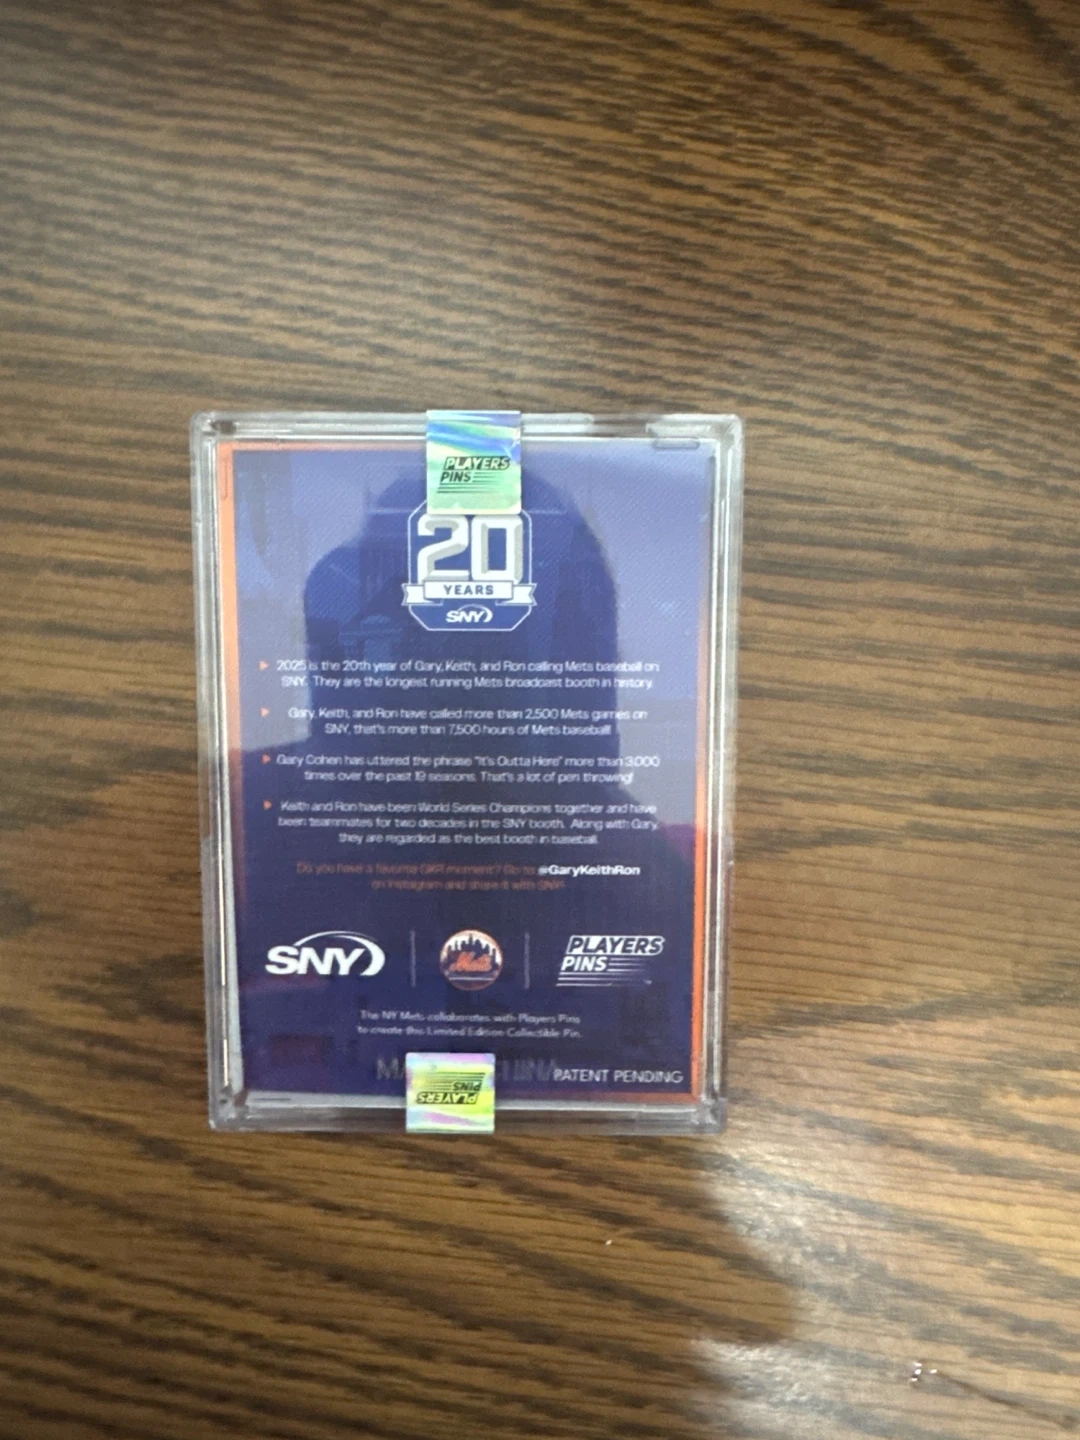 PLAYERS
PINS
20
YEARS
SNY
2025 is the 20th year of Gary, Keith, and Ron calling Mets baseball on
SNY. They are the longest running Mets broadcast booth in history.
Gary, Keith, and Ron have called more than 2,500 Mets games on
SNY, that's more than 7,500 hours of Mets baseball!
Gary Cohen has uttered the phrase "It's Outta Here" more than 3,000
times over the past 19 seasons. That's a lot of pen throwing!
Keith and Ron have been World Series Champions together and have
been teammates for two decades in the SNY booth. Along with Gary,
they are regarded as the best booth in baseball.
Do you have a favorite GKR moment? Go to @GaryKeithRon
on Instagram and share it with SNY!
SNY
Mets
PLAYERS
PINS
The NY Mets collaborates with Players Pins
to create this Limited Edition Collectible Pin.
PATENT PENDING
PLAYERS
PINS